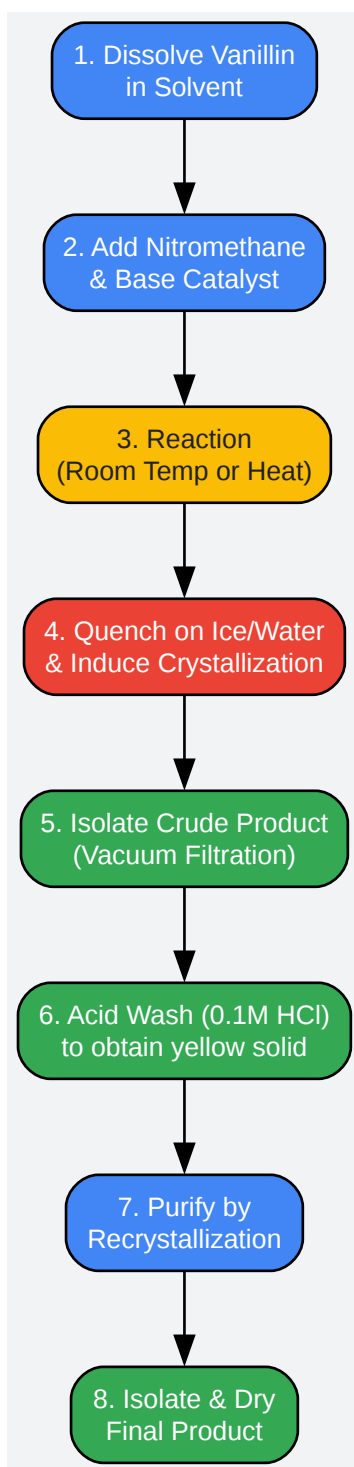 1. Dissolve Vanillin
in Solvent
2. Add Nitromethane
& Base Catalyst
3. Reaction
(Room Temp or Heat)
4. Quench on Ice/Water
& Induce Crystallization
5. Isolate Crude Product
(Vacuum Filtration)
6. Acid Wash (0.1M HCl)
to obtain yellow solid
7. Purify by
Recrystallization
8. Isolate & Dry
Final Product